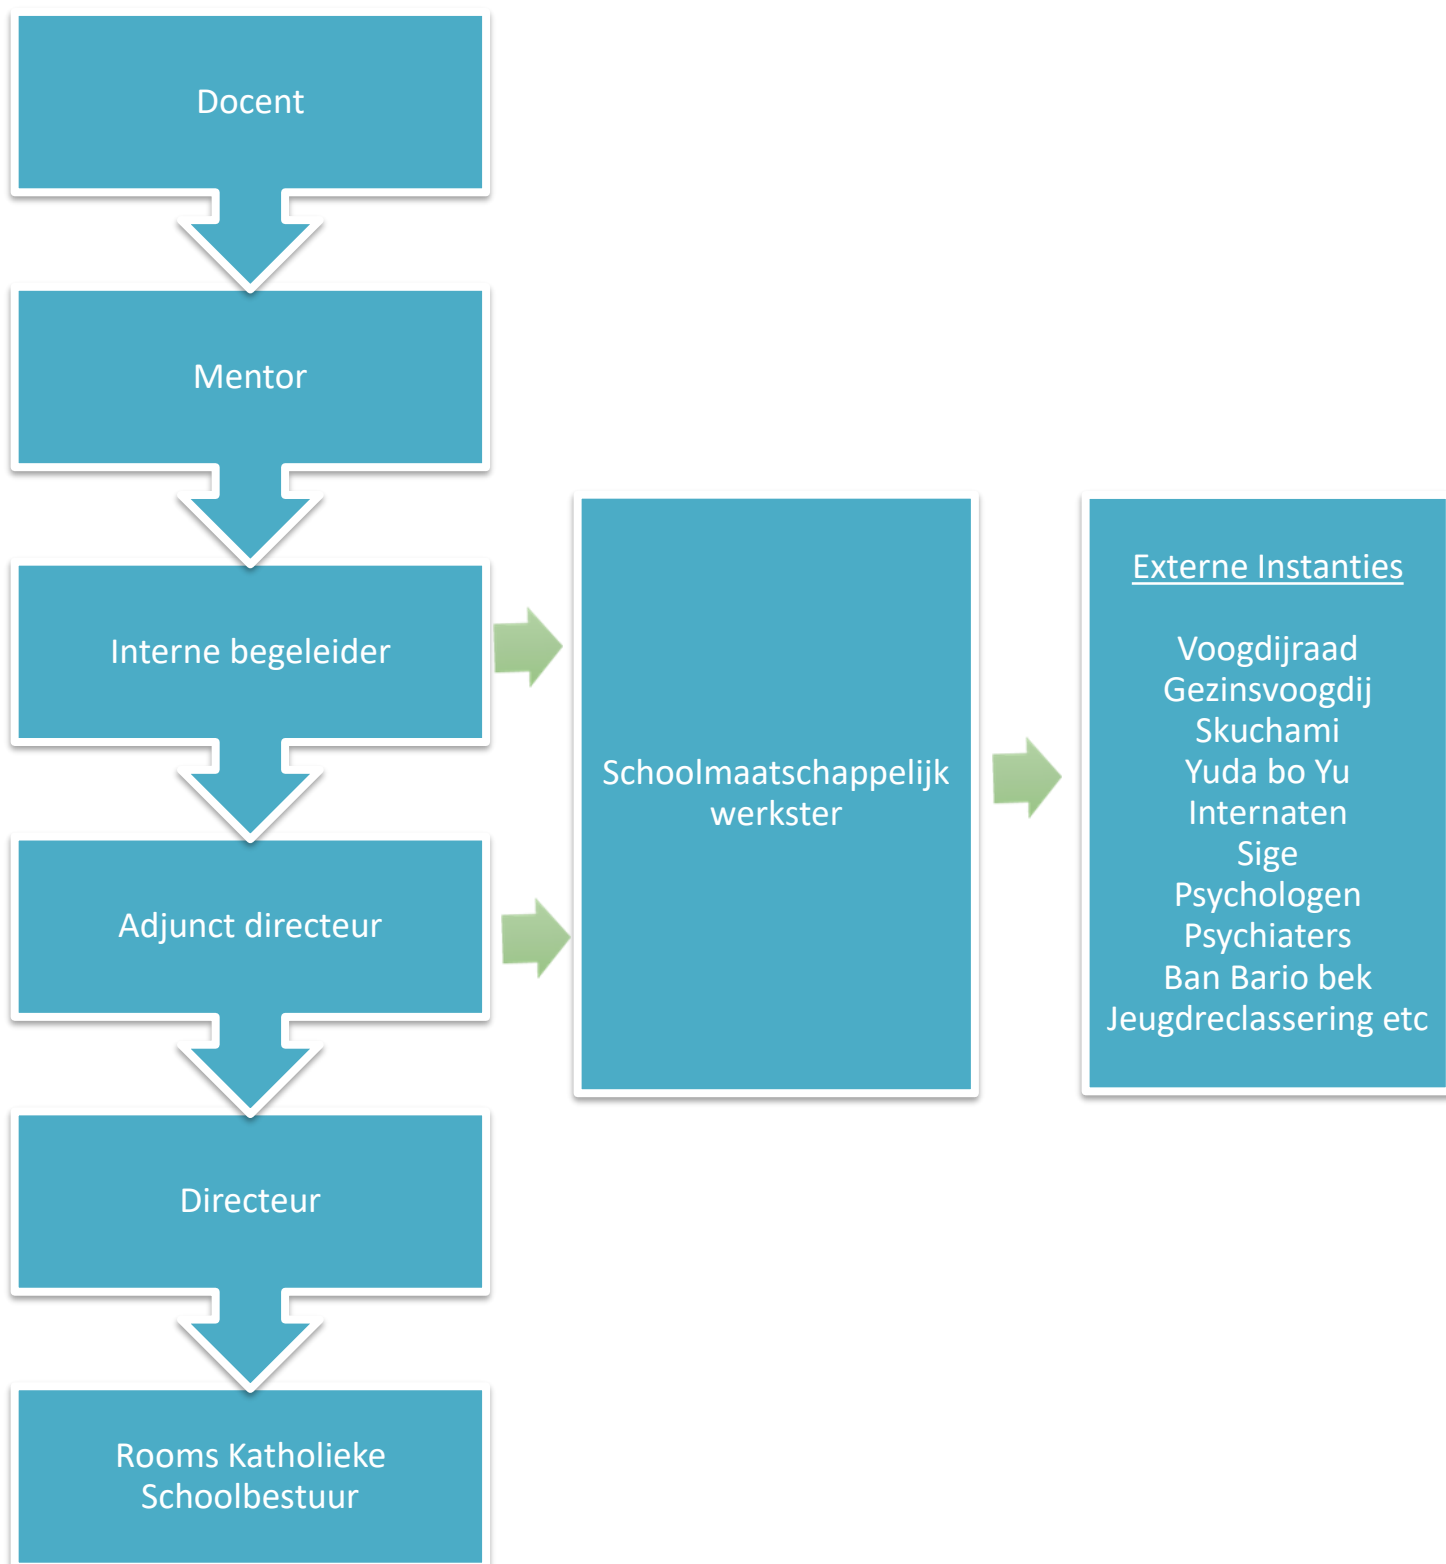 Docent
Mentor
Interne begeleider
Adjunct directeur
Directeur
Rooms Katholieke
Schoolbestuur
Schoolmaatschappelijk
werkster
Externe Instanties
Voogdijraad
Gezinsvoogdij
Skuchami
Yuda bo Yu
Internaten
Sige
Psychologen
Psychiaters
Ban Bario bek
Jeugdreclassering etc